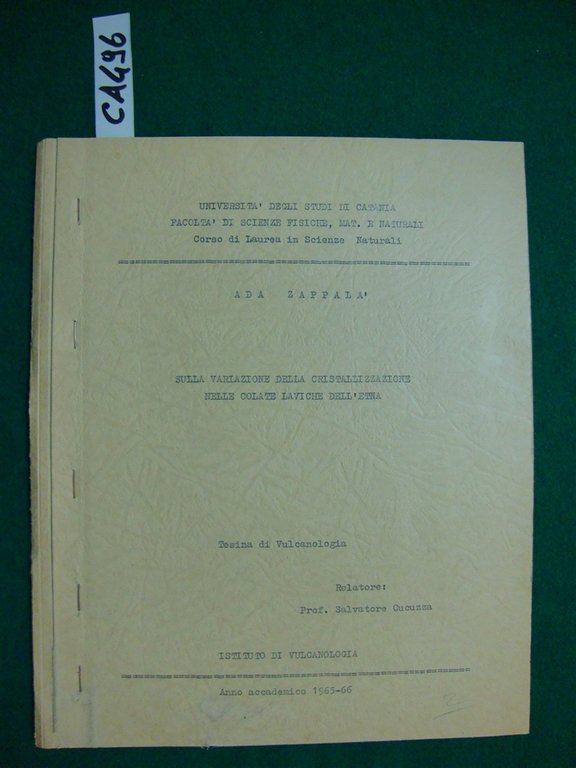 CA496
UNIVERSITA' DEGLI STUDI DI CATANIA
FACOLTA' DI SCIENZE FISICHE, MAT. E NATURALI
Corso di Laurea in Scienze Naturali
ADA ZAPPALA'
SULLA VARIAZIONE DELLA CRISTALLIZZAZIONE
NELLE COLATE LAVICHE DELL'ETNA
Tesina di Vulcanologia
Relatore:
Prof. Salvatore Cucuzza
ISTITUTO DI VULCANOLOGIA
Anno accademico 1965-66